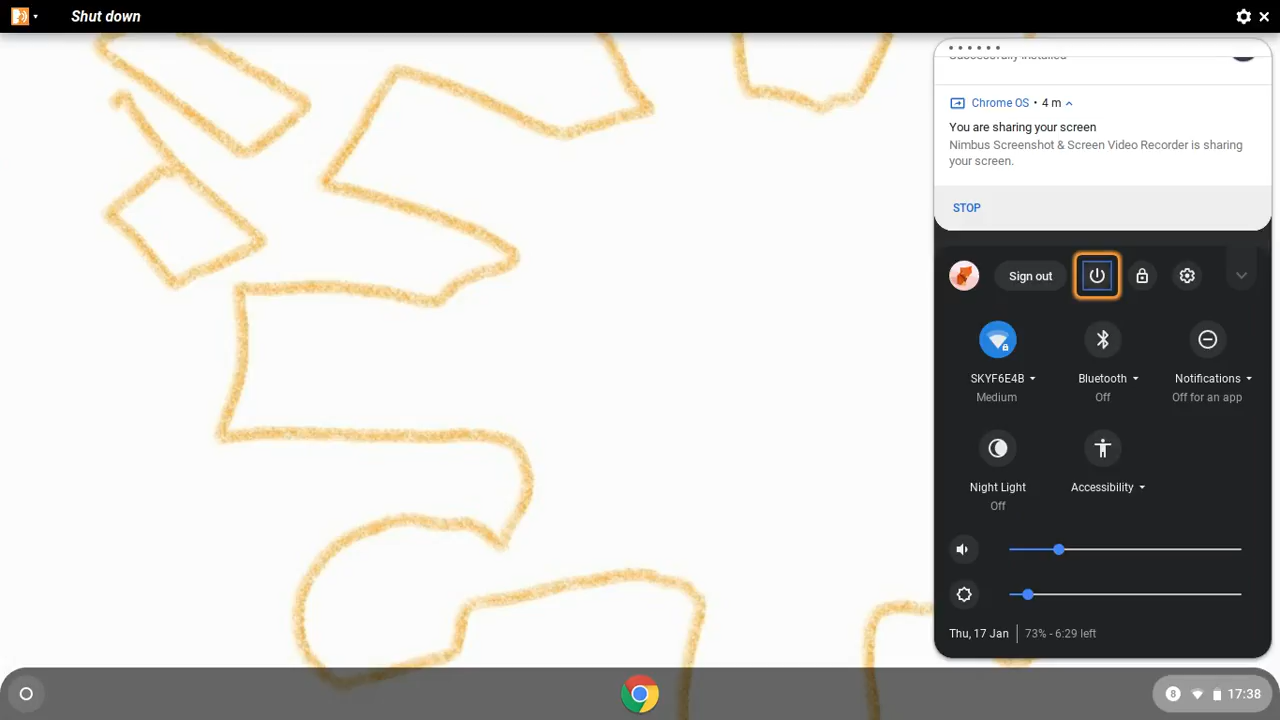 Shut down
Chrome OS • 4 m
You are sharing your screen
Nimbus Screenshot & Screen Video Recorder is sharing
your screen.
STOP
Sign out
SKYF6E4B
Medium
Bluetooth
Off
Notifications
Off for an app
Night Light
Off
Accessibility
Thu, 17 Jan
73% - 6:29 left
8
17:38